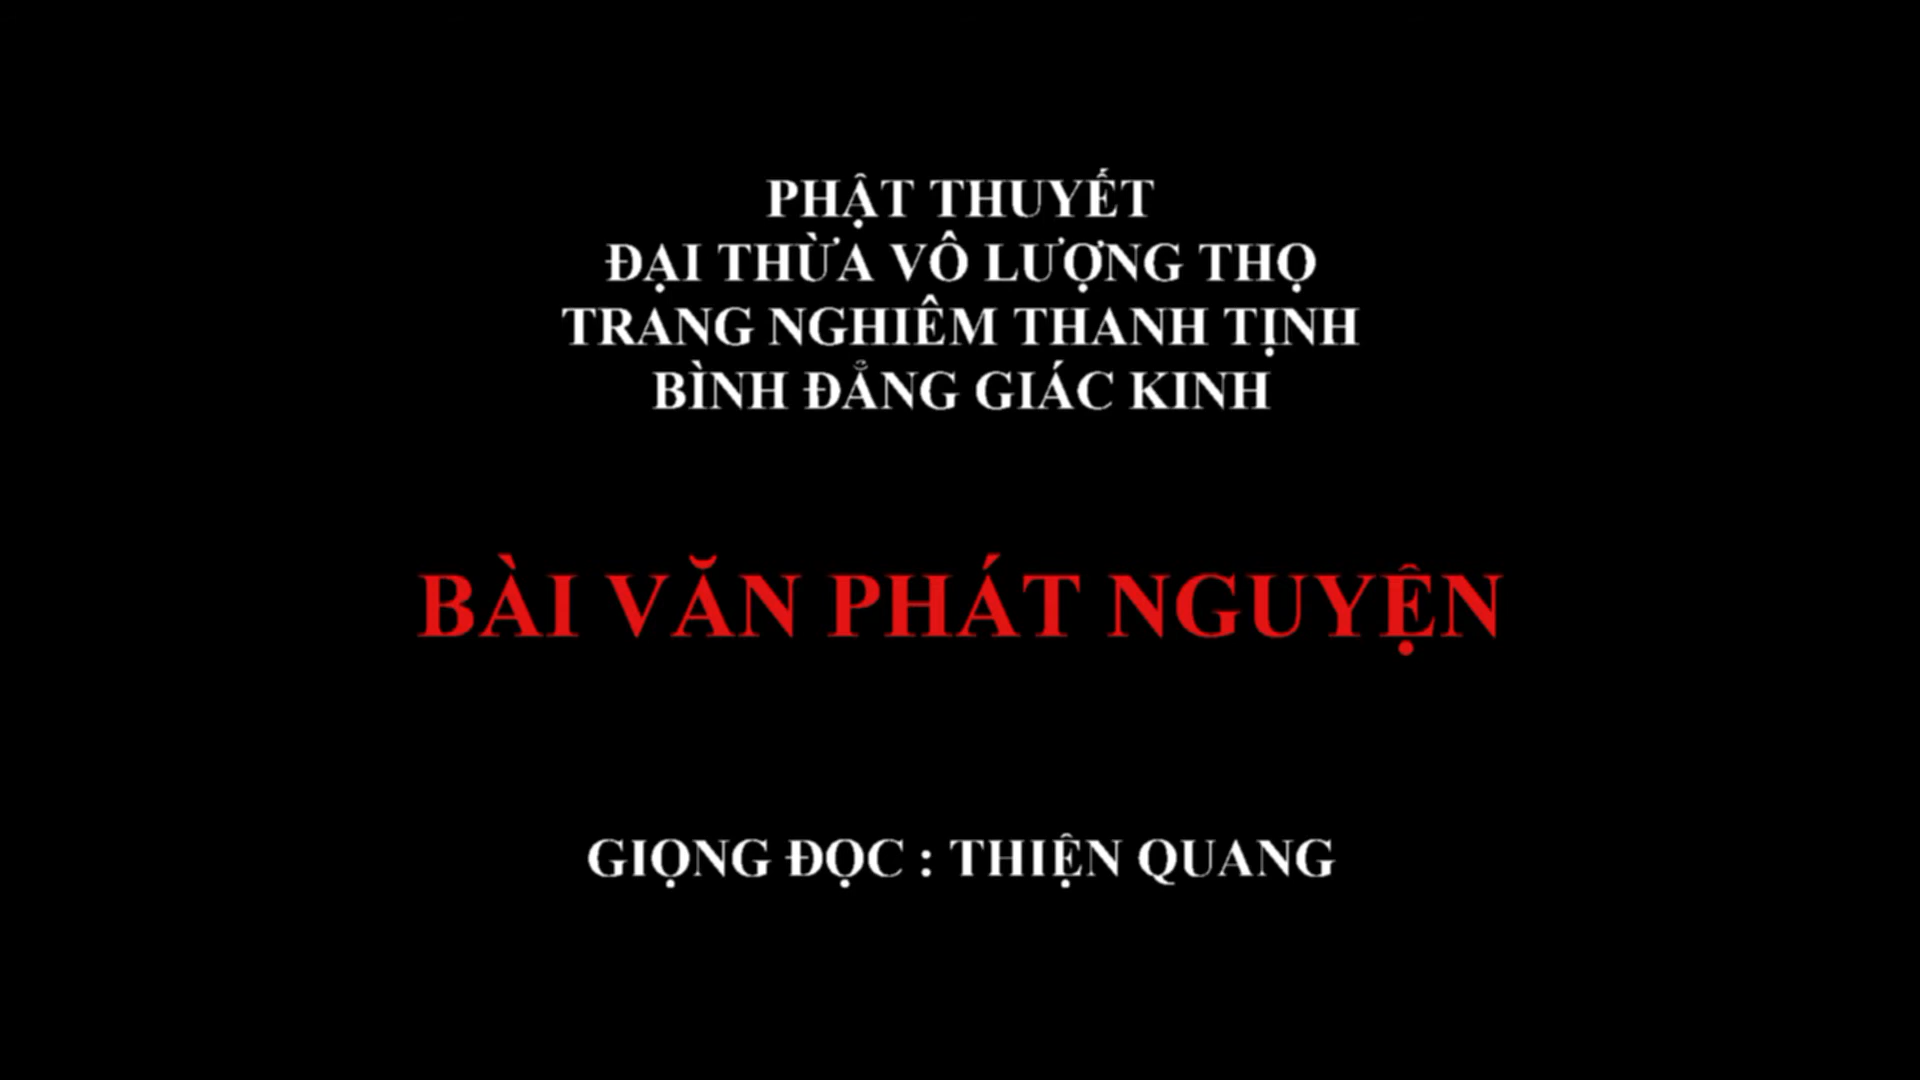 PHẬT THUYẾT
ĐẠI THỪA VÔ LƯỢNG THỌ
TRANG NGHIÊM THANH TỊNH
BÌNH ĐẲNG GIÁC KINH
BÀI VĂN PHÁT NGUYỆN
GIỌNG ĐỌC : THIỆN QUANG